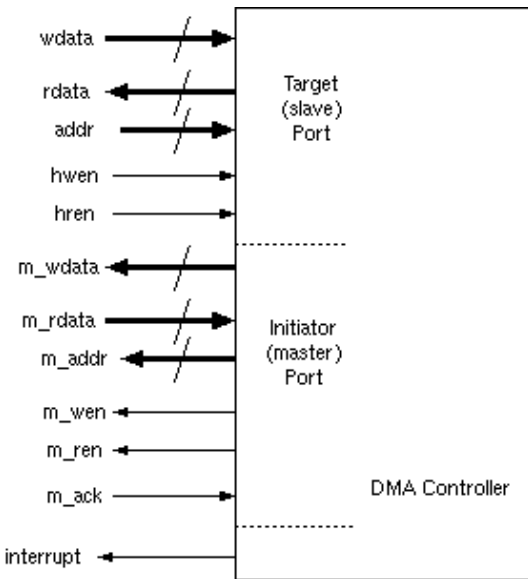 wdata
rdata
addr
hwen
hren
Target
(slave)
Port
m_wdata
m_rdata
m_addr
m_wen
m_ren
m_ack
Initiator
(master)
Port
DMA Controller
interrupt